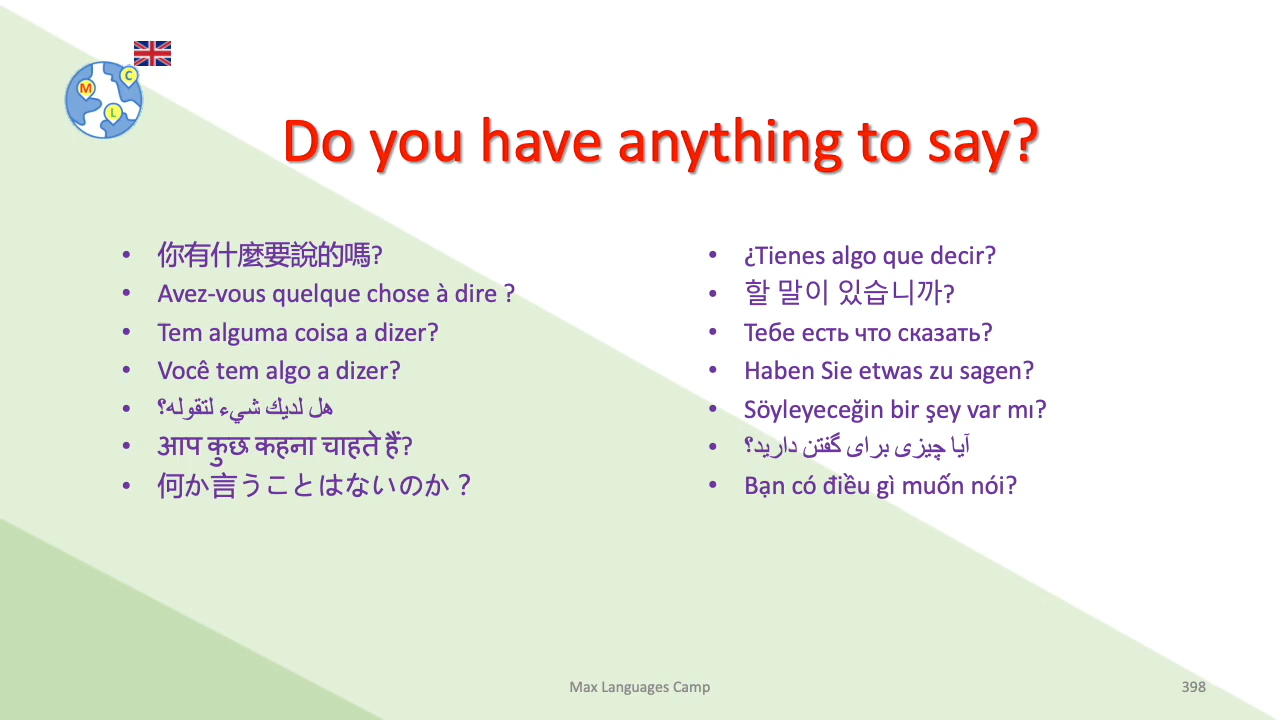 C
M
L
Do you have anything to say?
• 你有什麼要說的嗎?
• Avez-vous quelque chose à dire ?
• Tem alguma coisa a dizer?
• Você tem algo a dizer?
• هل لديك شيء لتقوله؟
• आप कुछ कहना चाहते हैं?
• 何か言うことはないのか？
• ¿Tienes algo que decir?
• 할 말이 있습니까?
• Тебе есть что сказать?
• Haben Sie etwas zu sagen?
• Söyleyeceğin bir şey var mı?
• آیا چیزی برای گفتن دارید؟
• Bạn có điều gì muốn nói?
Max Languages Camp
398